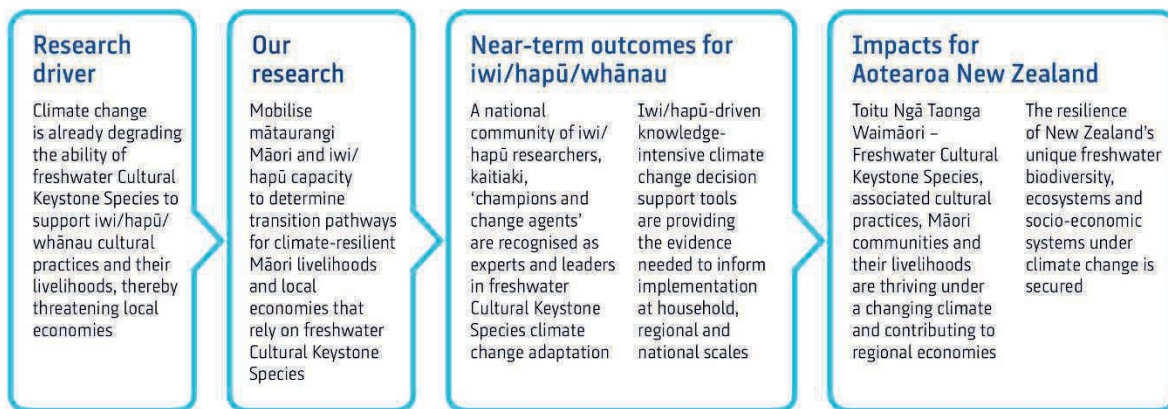 Research
driver
Climate change
is already degrading
the ability of
freshwater Cultural
Keystone Species to
support iwi/hapū/
whānau cultural
practices and their
livelihoods, thereby
threatening local
economies
Our
research
Mobilise
mātaurangi
Māori and iwi/
hapū capacity
to determine
transition pathways
for climate-resilient
Māori livelihoods
and local
economies that
rely on freshwater
Cultural Keystone
Species
Near-term outcomes for
iwi/hapū/whānau
A national
community of iwi/
hapū researchers,
kaitiaki,
‘champions and
change agents’
are recognised as
experts and leaders
in freshwater
Cultural Keystone
Species climate
change adaptation
Iwi/hapū-driven
knowledge-
intensive climate
change decision
support tools
are providing
the evidence
needed to inform
implementation
at household,
regional and
national scales
Impacts for
Aotearoa New Zealand
Toitu Ngā Taonga
Waimāori –
Freshwater Cultural
Keystone Species,
associated cultural
practices, Māori
communities and
their livelihoods
are thriving under
a changing climate
and contributing to
regional economies
The resilience
of New Zealand’s
unique freshwater
biodiversity,
ecosystems and
socio-economic
systems under
climate change is
secured